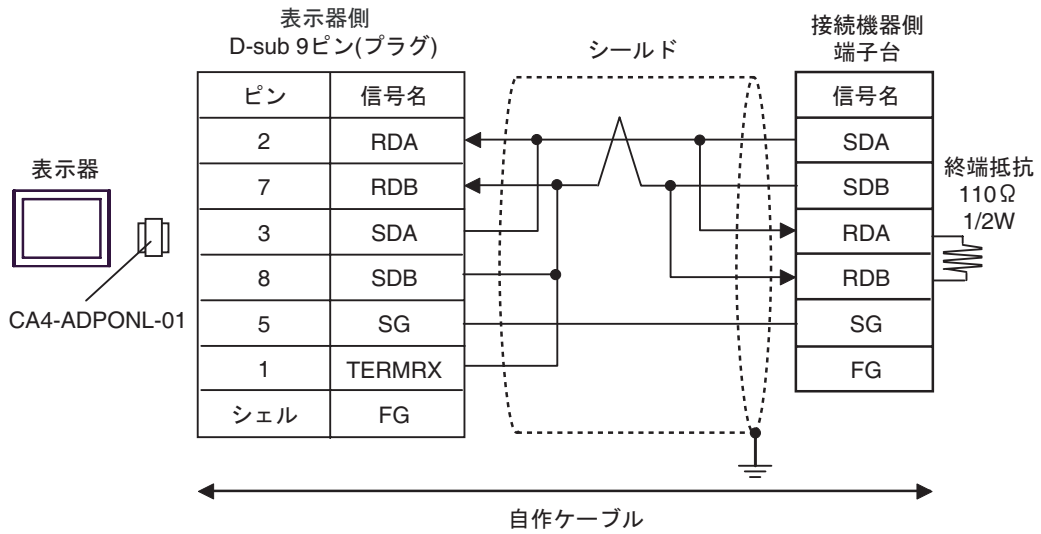 表示器側
D-sub 9ピン(プラグ)
シールド
接続機器側
端子台
ピン 信号名
信号名
2 RDA
SDA
7 RDB
SDB
3 SDA
RDA
8 SDB
RDB
5 SG
SG
1 TERMRX
FG
シェル FG
表示器
CA4-ADPONL-01
終端抵抗
110Ω
1/2W
自作ケーブル